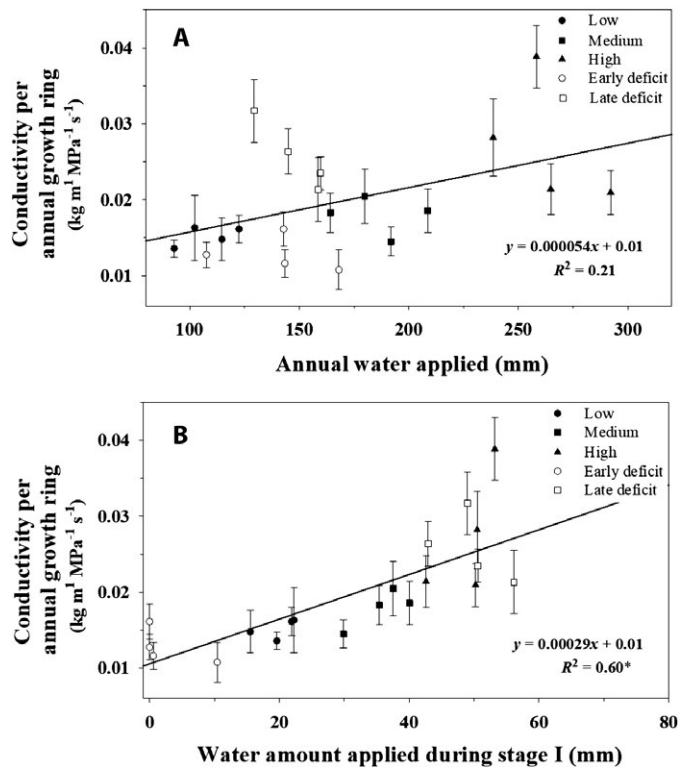 A
Low
Medium
High
Early deficit
Late deficit
0.04
0.03
0.02
0.01
Conductivity per
annual growth ring
(kg m¹ MPa⁻¹ s⁻¹)
y = 0.000054x + 0.01
R² = 0.21
100 150 200 250 300
Annual water applied (mm)
B
Low
Medium
High
Early deficit
Late deficit
0.04
0.03
0.02
0.01
Conductivity per
annual growth ring
(kg m¹ MPa⁻¹ s⁻¹)
y = 0.00029x + 0.01
R² = 0.60*
0 20 40 60 80
Water amount applied during stage I (mm)